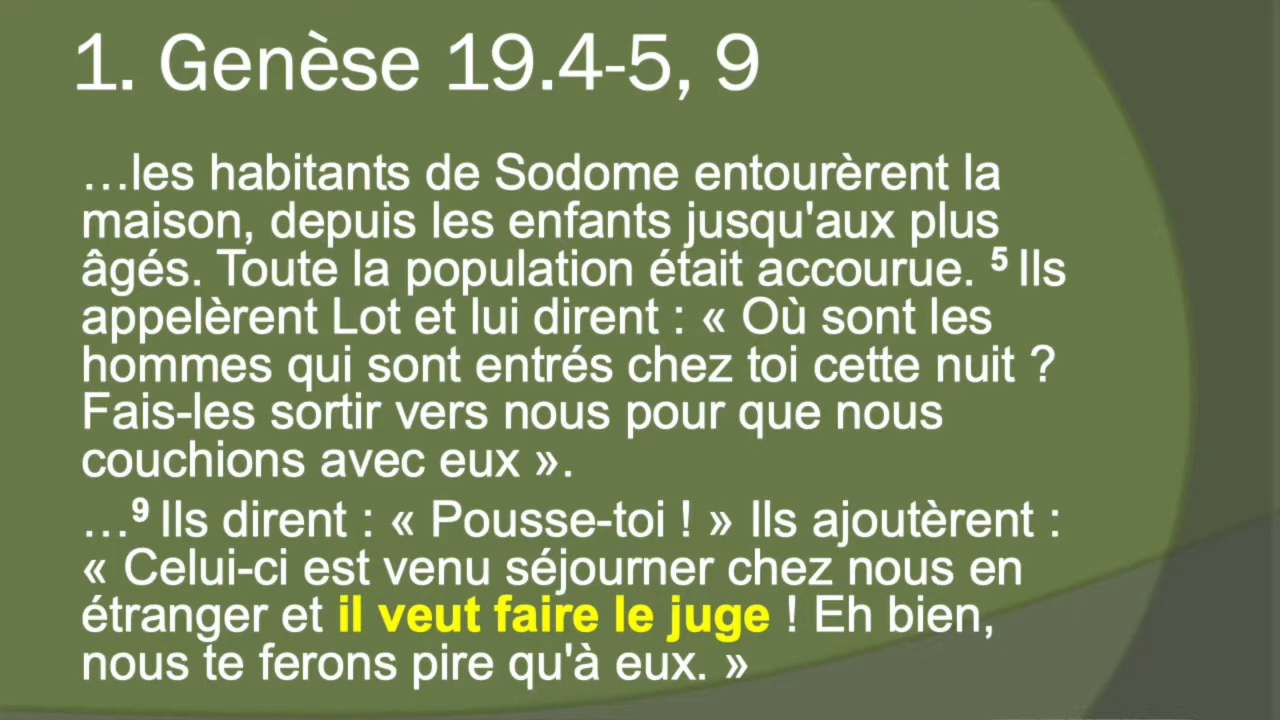 1. Genèse 19.4-5, 9
…les habitants de Sodome entourèrent la
maison, depuis les enfants jusqu'aux plus
âgés. Toute la population était accourue. 5 Ils
appelèrent Lot et lui dirent : « Où sont les
hommes qui sont entrés chez toi cette nuit ?
Fais-les sortir vers nous pour que nous
couchions avec eux ».
…9 Ils dirent : « Pousse-toi ! » Ils ajoutèrent :
« Celui-ci est venu séjourner chez nous en
étranger et il veut faire le juge ! Eh bien,
nous te ferons pire qu'à eux. »